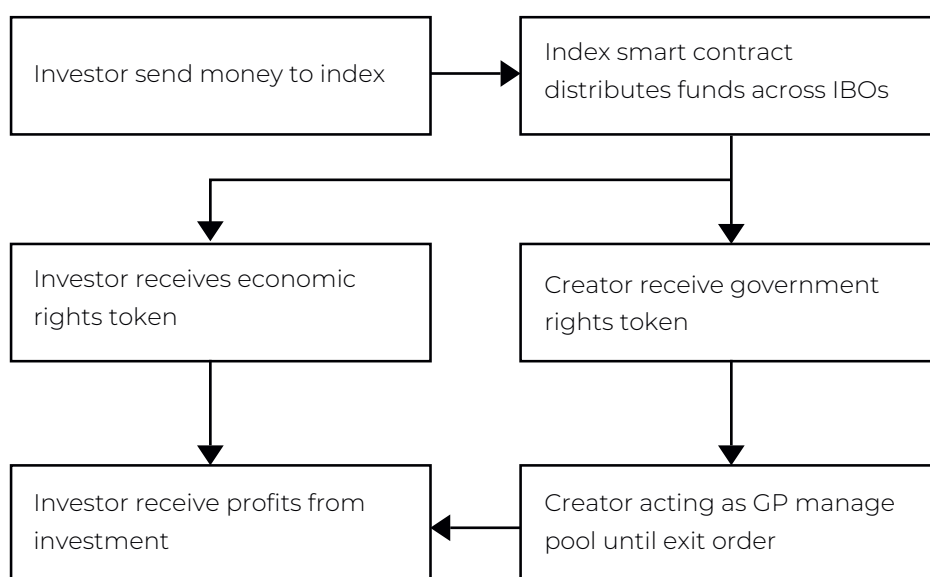 Investor send money to index
Index smart contract
distributes funds across IBOs
Investor receives economic
rights token
Creator receive government
rights token
Investor receive profits from
investment
Creator acting as GP manage
pool until exit order